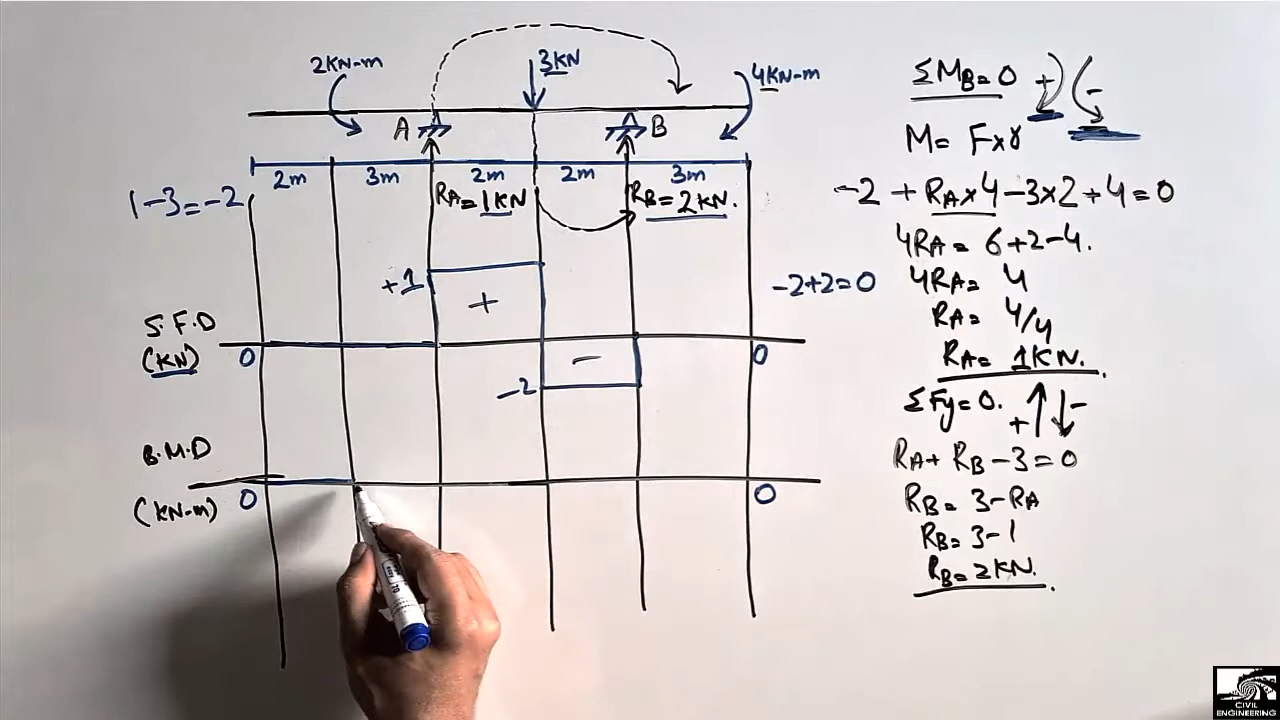 2KN-m
3KN
4KN-m
A
B
2m 3m 2m 2m 3m
1-3=-2
RA=1KN
RB=2KN.
+1
+
-2+2=0
S.F.D
(KN)
0
0
-
-2
B.M.D
(KN-m)
0
0
ΣMB=0 + -
M= F×r
-2 + RA×4-3×2+4=0
4RA= 6+2-4.
4RA= 4
RA= 4/4
RA= 1KN.
ΣFy=0. + -
RA+ RB-3=0
RB= 3-RA
RB= 3-1
RB=2KN.
CIVIL
ENGINEERING